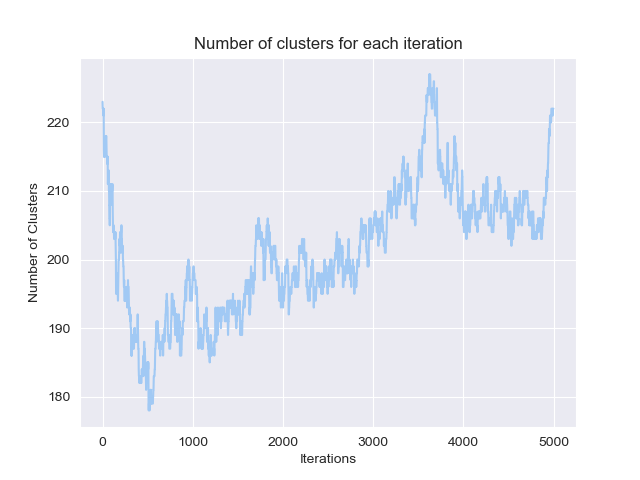 Number of clusters for each iteration
Number of Clusters
220
210
200
190
180
0 1000 2000 3000 4000 5000
Iterations